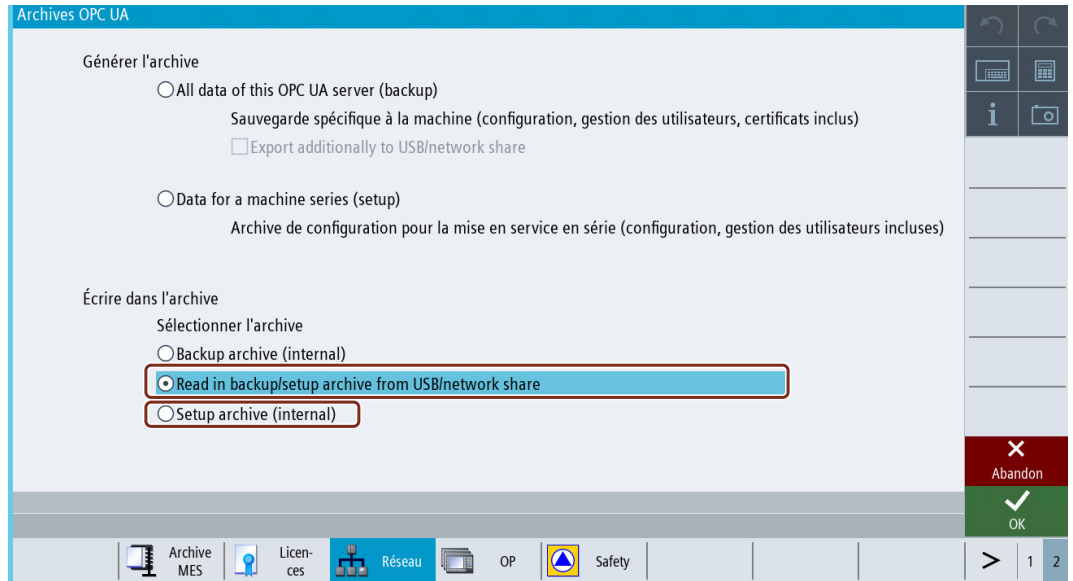 Archives OPC UA
Générer l'archive
All data of this OPC UA server (backup)
Sauvegarde spécifique à la machine (configuration, gestion des utilisateurs, certificats inclus)
Export additionally to USB/network share
Data for a machine series (setup)
Archive de configuration pour la mise en service en série (configuration, gestion des utilisateurs incluses)
Écrire dans l'archive
Sélectionner l'archive
Backup archive (internal)
Read in backup/setup archive from USB/network share
Setup archive (internal)
i
Abandon
OK
Archive
MES
Licen-
ces
Réseau
OP
Safety
> 1 2